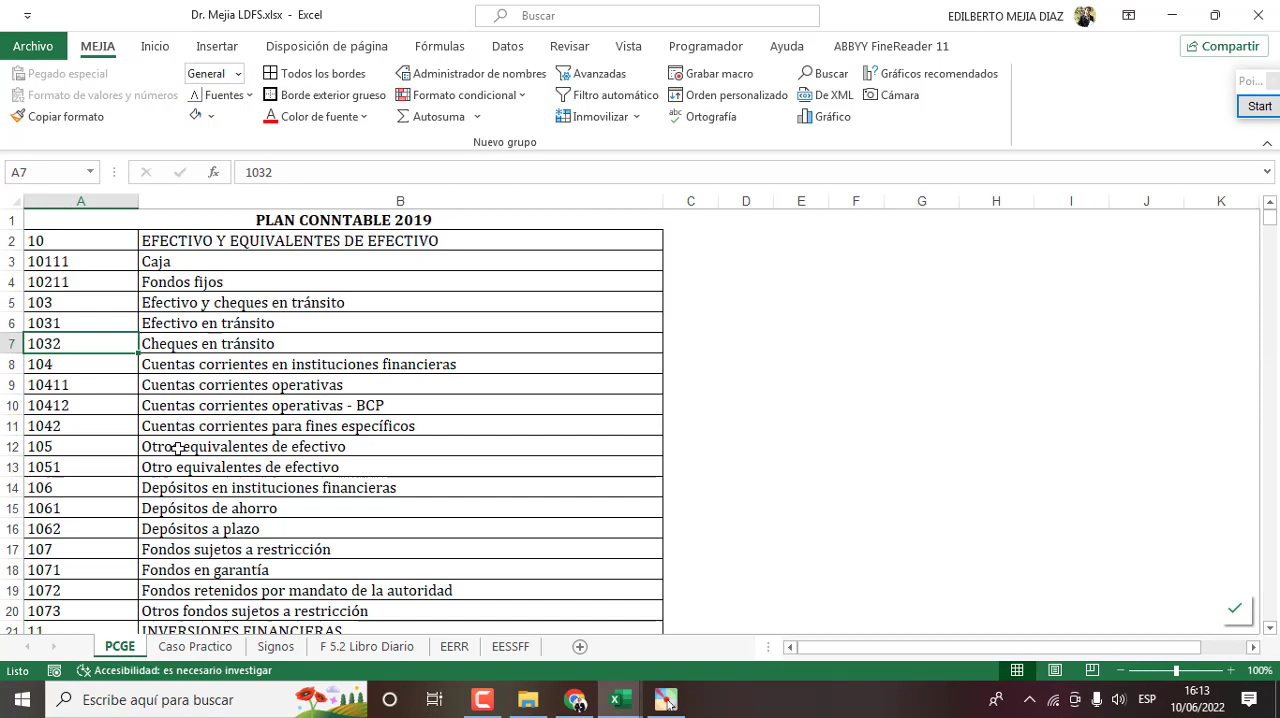 Dr. Mejia LDFS.xlsx - Excel
Buscar
EDILBERTO MEJIA DIAZ
Archivo MEJIA Inicio Insertar Disposición de página Fórmulas Datos Revisar Vista Programador Ayuda ABBYY FineReader 11 Compartir
Pegado especial General Todos los bordes Administrador de nombres Avanzadas Grabar macro Buscar Gráficos recomendados Poi...
Formato de valores y números Fuentes Borde exterior grueso Formato condicional Filtro automático Orden personalizado De XML Cámara Start
Copiar formato Color de fuente Autosuma Inmovilizar Ortografía Gráfico
Nuevo grupo
A7 fx 1032
A B C D E F G H I J K
1 PLAN CONNTABLE 2019
2 10 EFECTIVO Y EQUIVALENTES DE EFECTIVO
3 10111 Caja
4 10211 Fondos fijos
5 103 Efectivo y cheques en tránsito
6 1031 Efectivo en tránsito
7 1032 Cheques en tránsito
8 104 Cuentas corrientes en instituciones financieras
9 10411 Cuentas corrientes operativas
10 10412 Cuentas corrientes operativas - BCP
11 1042 Cuentas corrientes para fines específicos
12 105 Otro equivalentes de efectivo
13 1051 Otro equivalentes de efectivo
14 106 Depósitos en instituciones financieras
15 1061 Depósitos de ahorro
16 1062 Depósitos a plazo
17 107 Fondos sujetos a restricción
18 1071 Fondos en garantía
19 1072 Fondos retenidos por mandato de la autoridad
20 1073 Otros fondos sujetos a restricción
21 11 INVERSIONES FINANCIERAS
PCGE Caso Practico Signos F 5.2 Libro Diario EERR EESSFF
Listo Accesibilidad: es necesario investigar 100%
Escribe aquí para buscar ESP 16:13
10/06/2022